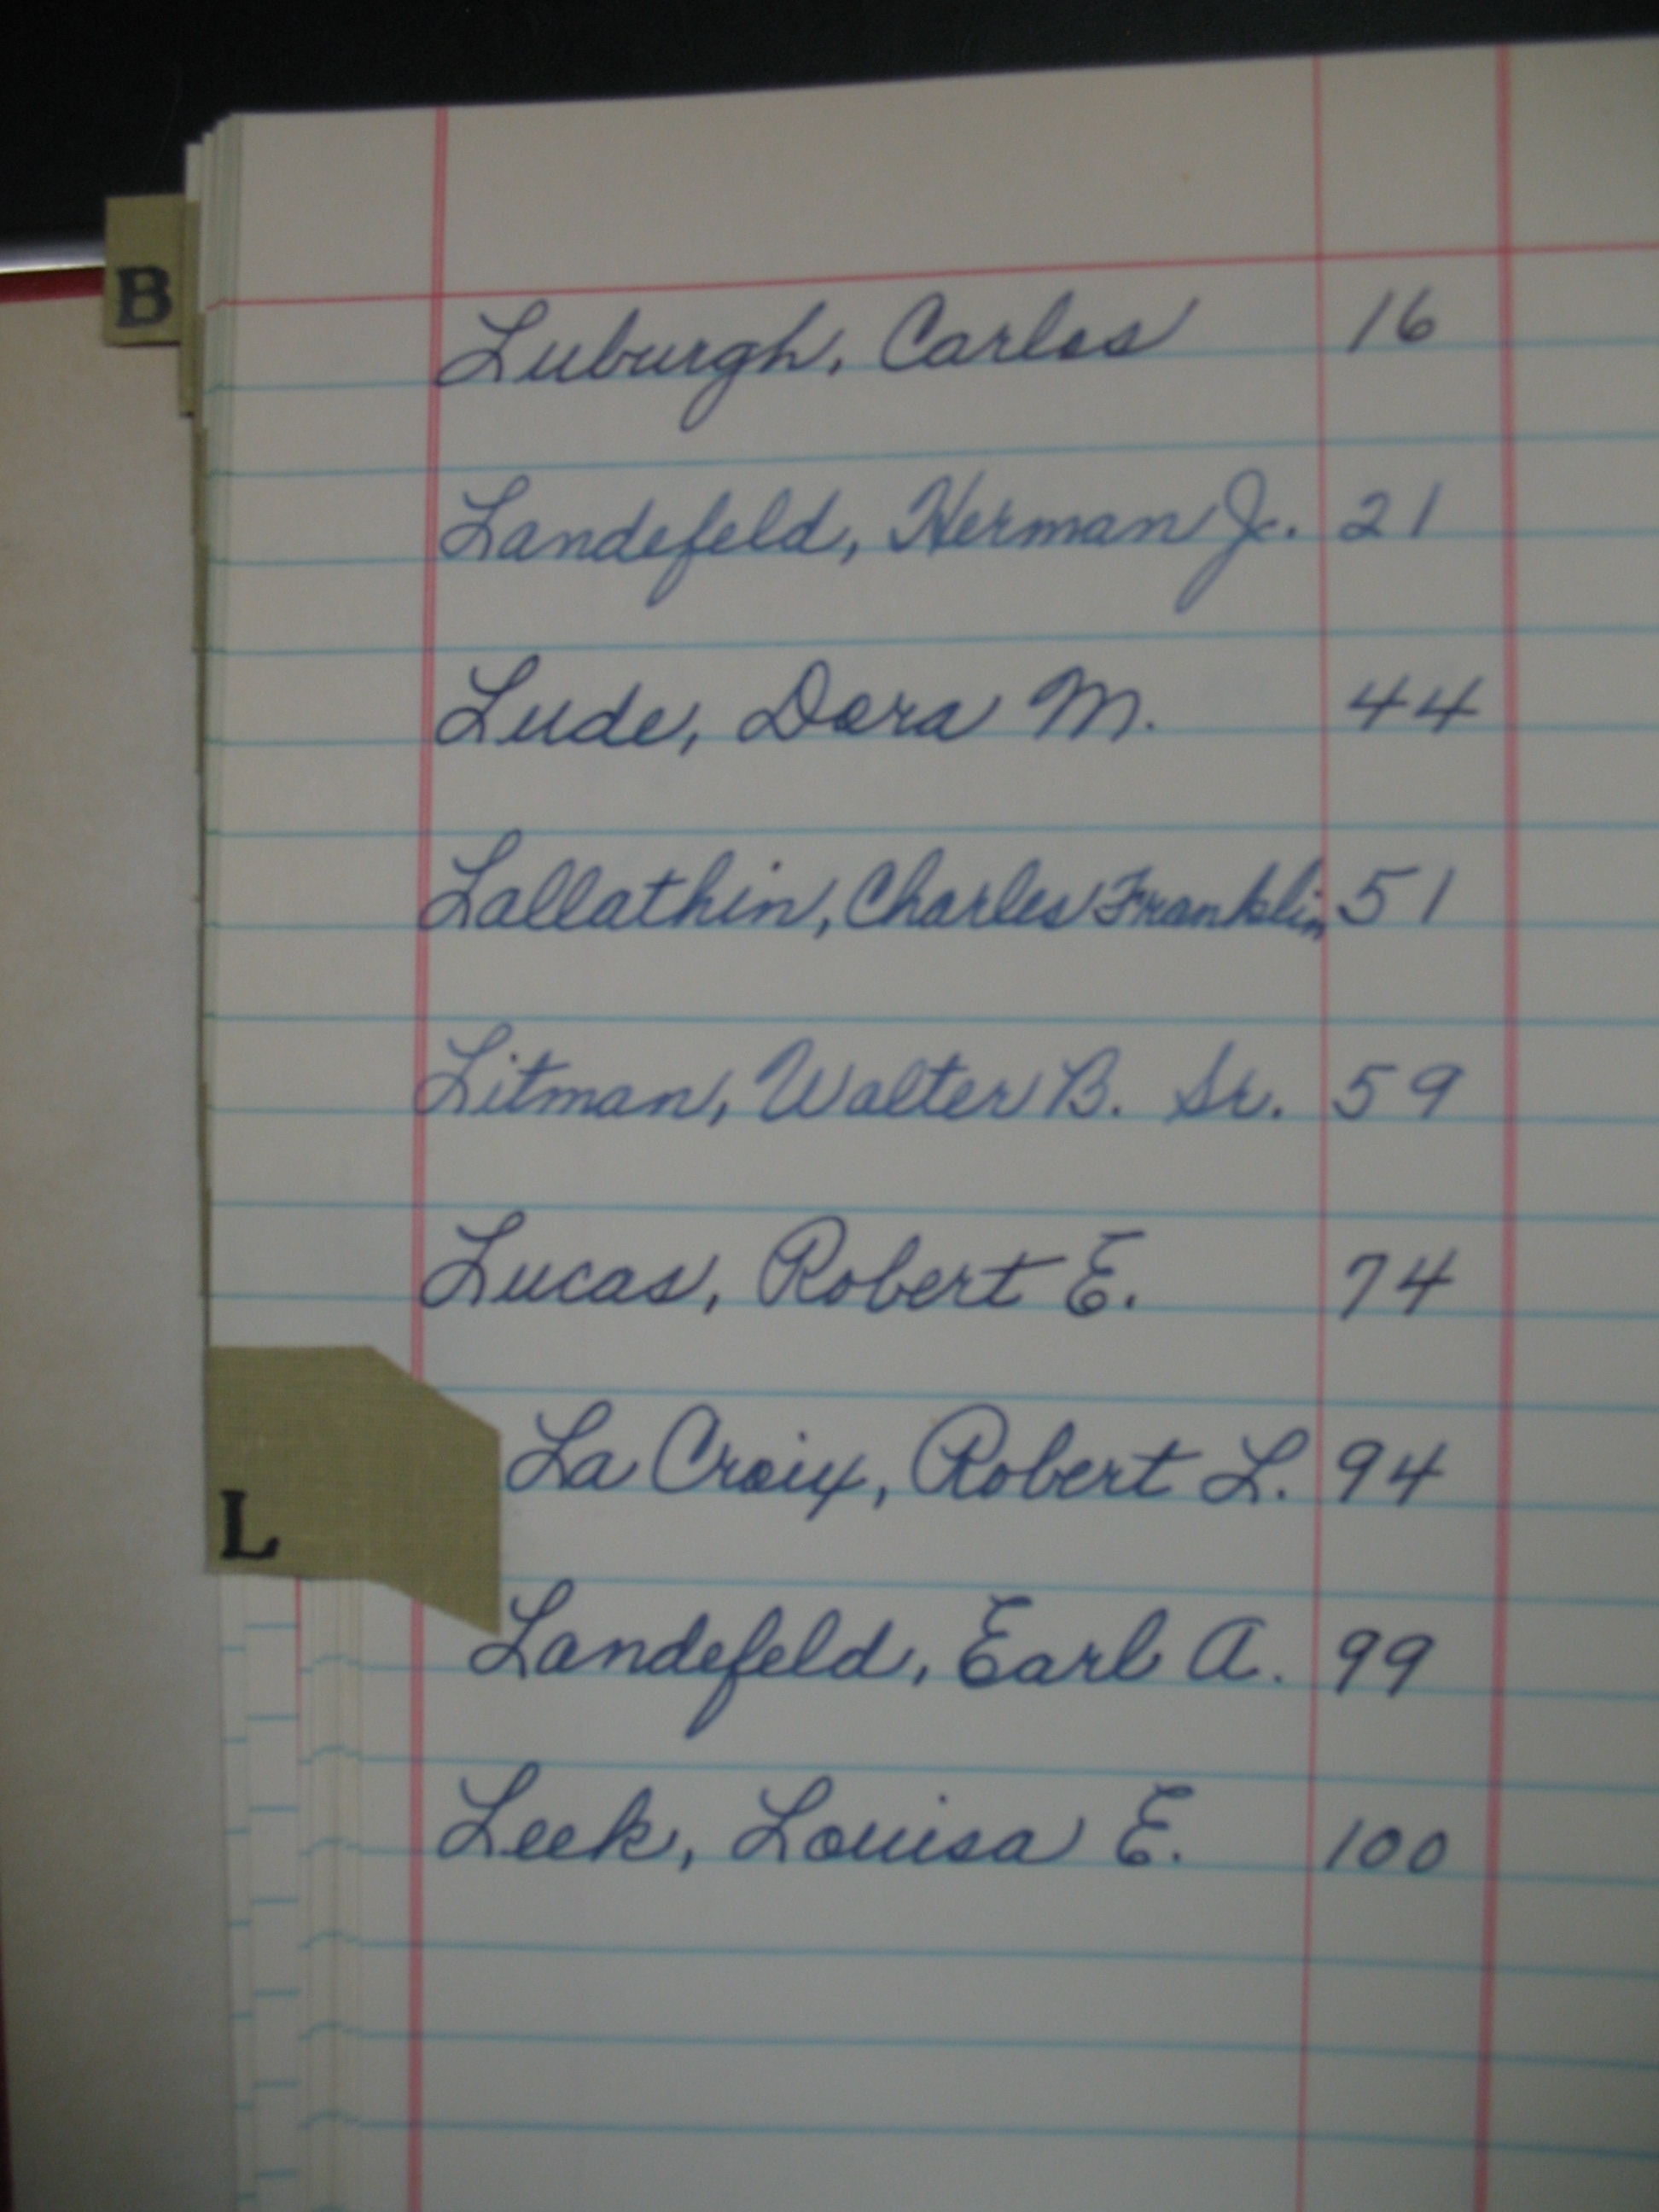 B
Luburgh, Carlos 16
Landefeld, Herman Jr. 21
Lude, Dora M. 44
Lallathin, Charles Franklin 51
Litman, Walter B. Sr. 59
Lucas, Robert E. 74
La Croix, Robert L. 94
L
Landefeld, Earl A. 99
Leek, Louisa E. 100